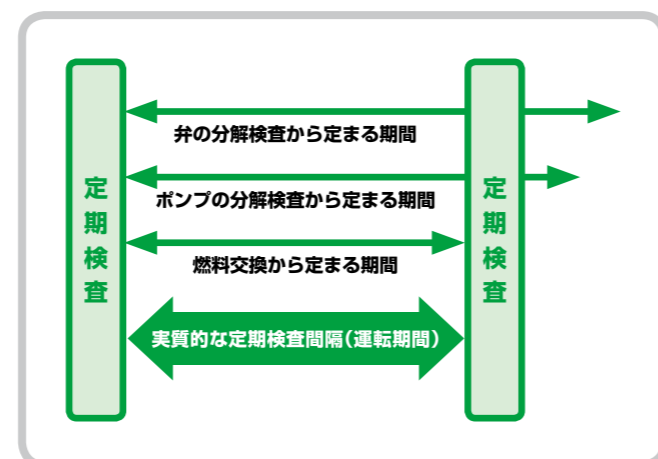 定期検査
弁の分解検査から定まる期間
ポンプの分解検査から定まる期間
燃料交換から定まる期間
実質的な定期検査間隔(運転期間)
定期検査